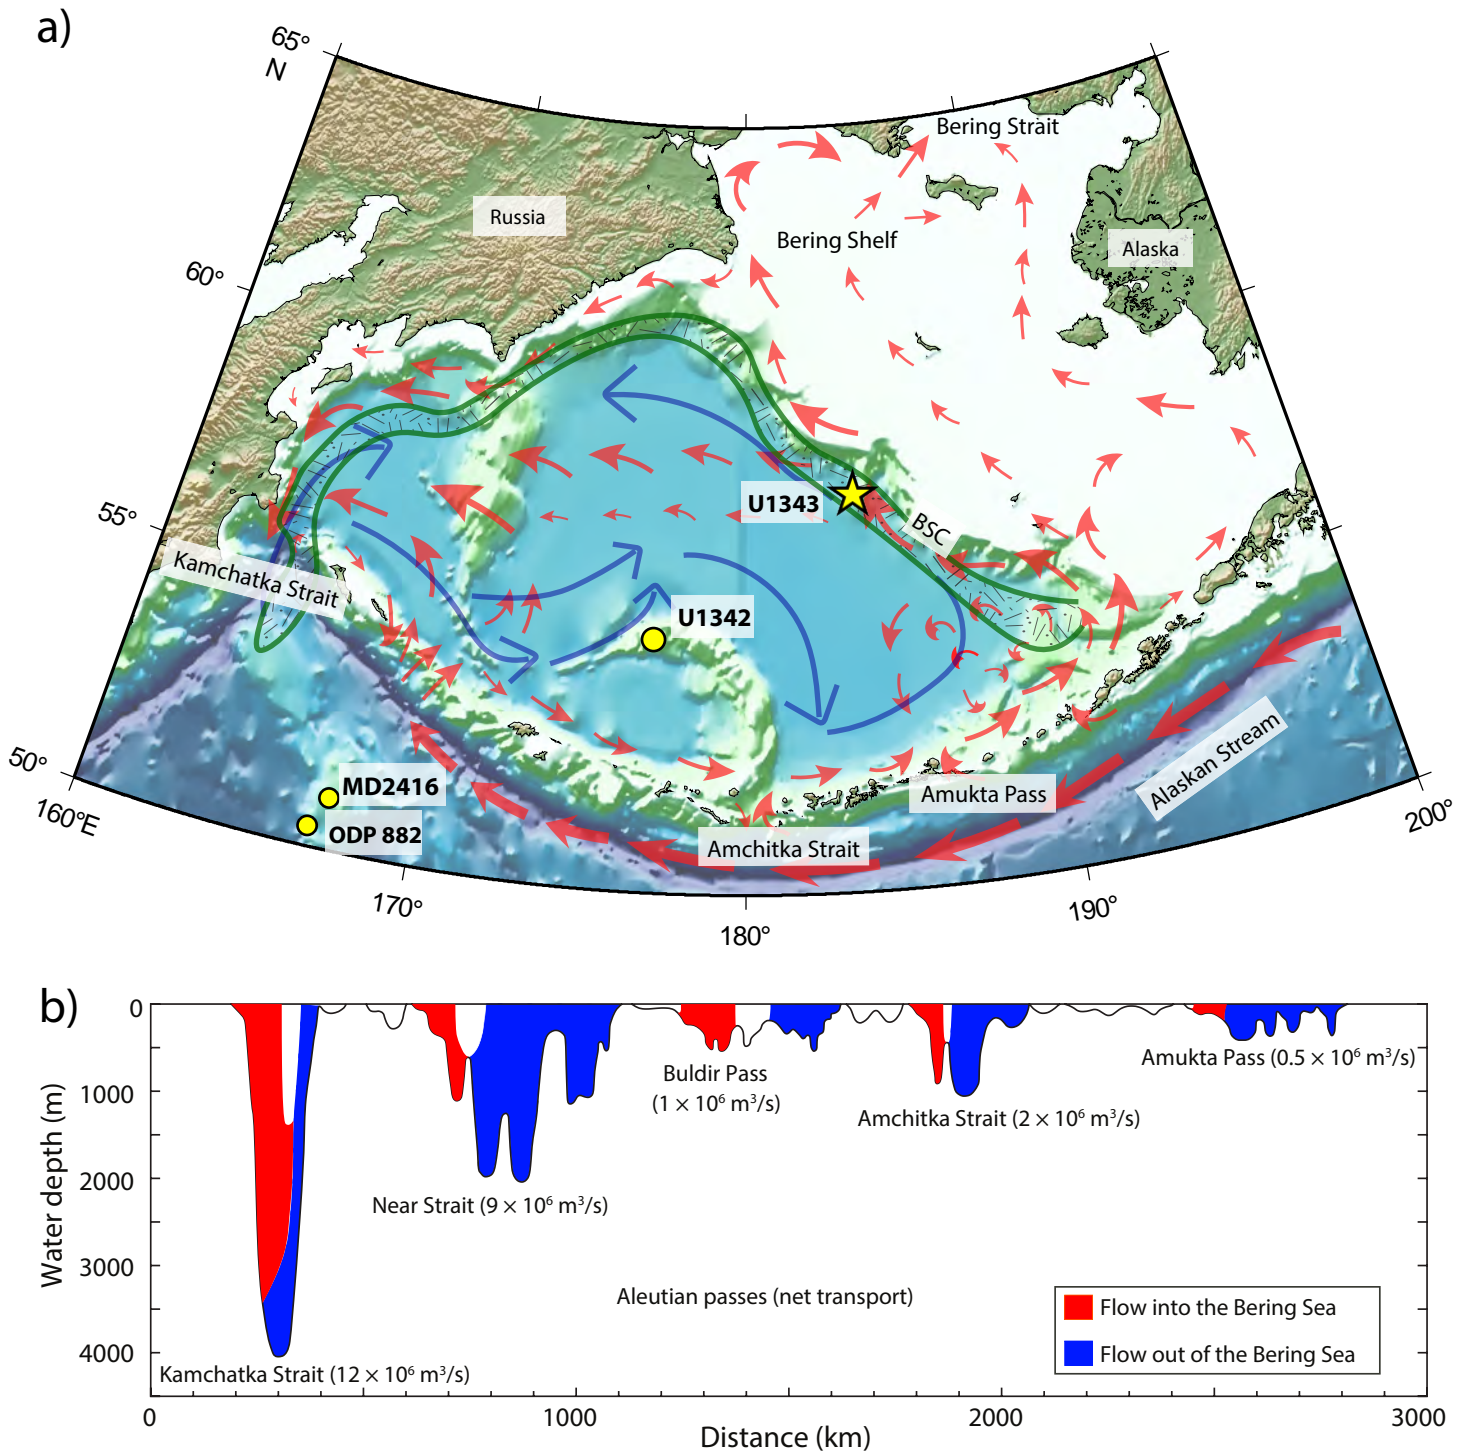 a)
65°
N
Bering Strait
Russia
Bering Shelf
Alaska
60°
U1343
BSC
55°
Kamchatka Strait
U1342
Alaskan Stream
50°
MD2416
Amukta Pass
160°E
ODP 882
Amchitka Strait
200°
170°
190°
180°
b)
0
1000
2000
3000
4000
Water depth (m)
Buldir Pass
(1 × 10⁶ m³/s)
Amukta Pass (0.5 × 10⁶ m³/s)
Amchitka Strait (2 × 10⁶ m³/s)
Near Strait (9 × 10⁶ m³/s)
Aleutian passes (net transport)
Flow into the Bering Sea
Flow out of the Bering Sea
Kamchatka Strait (12 × 10⁶ m³/s)
0
1000
2000
3000
Distance (km)